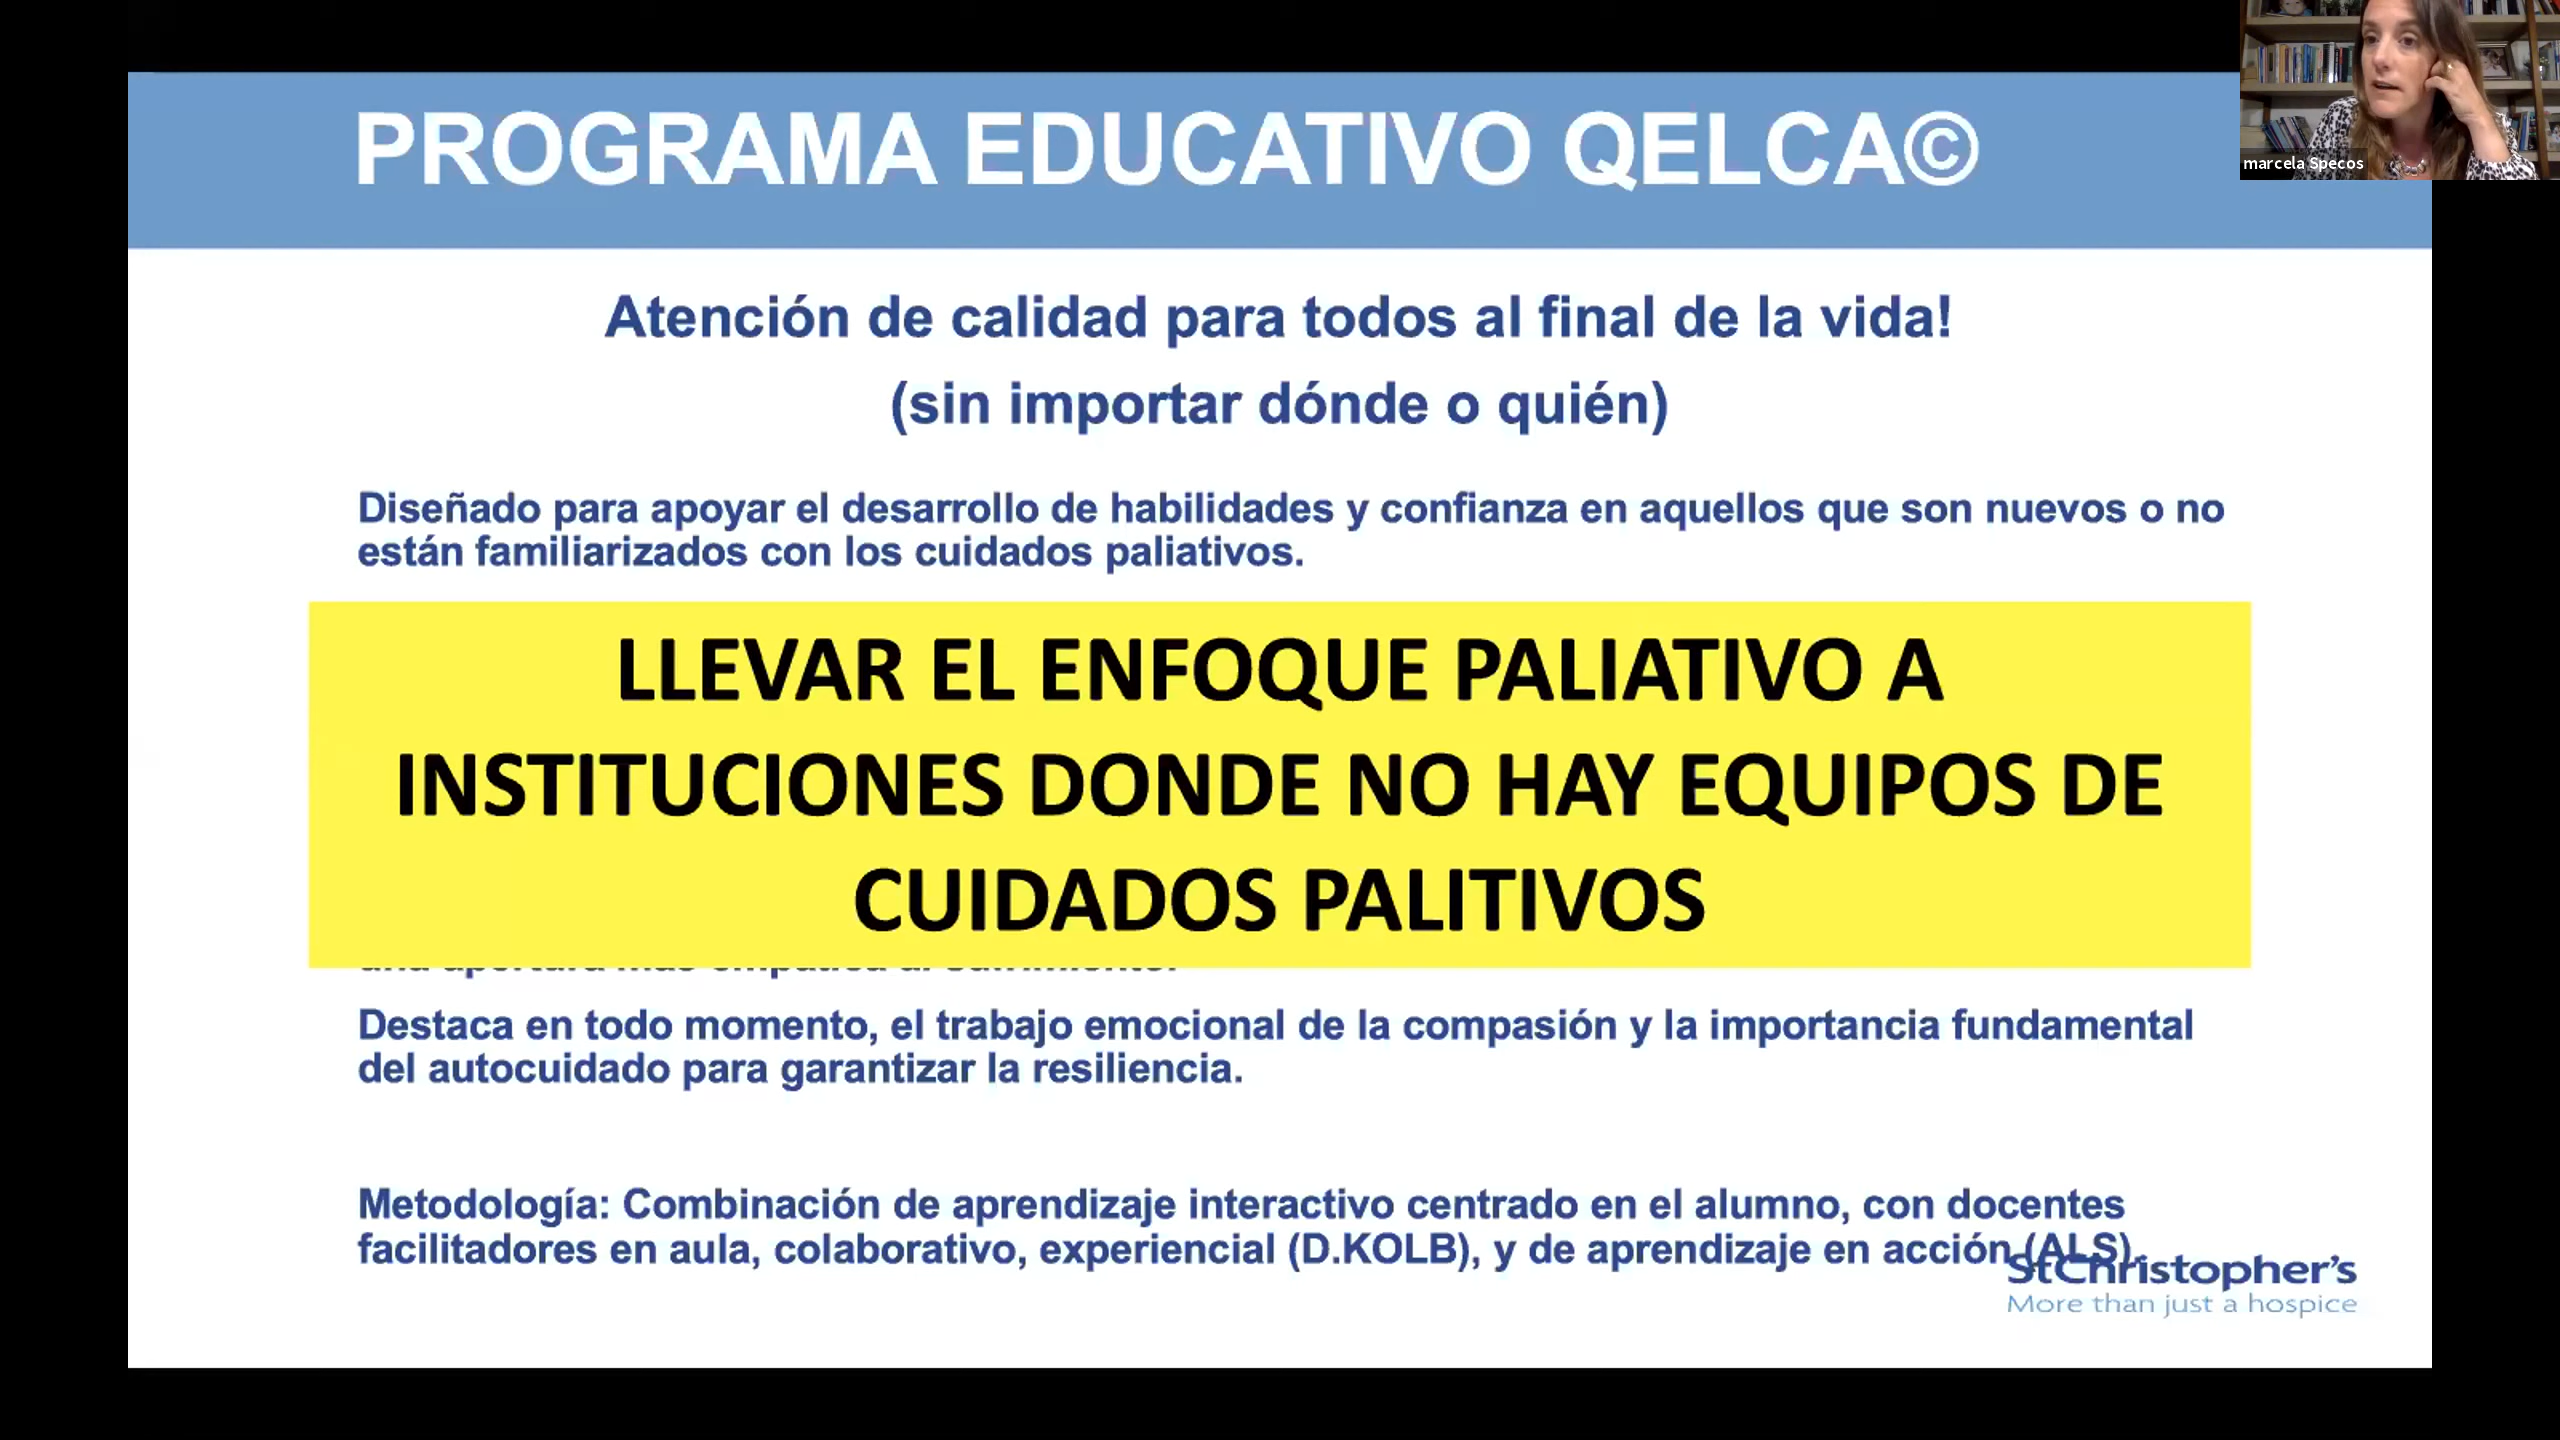 PROGRAMA EDUCATIVO QELCA©
marcela Specos
Atención de calidad para todos al final de la vida!
(sin importar dónde o quién)
Diseñado para apoyar el desarrollo de habilidades y confianza en aquellos que son nuevos o no
están familiarizados con los cuidados paliativos.
LLEVAR EL ENFOQUE PALIATIVO A
INSTITUCIONES DONDE NO HAY EQUIPOS DE
CUIDADOS PALITIVOS
Destaca en todo momento, el trabajo emocional de la compasión y la importancia fundamental
del autocuidado para garantizar la resiliencia.
Metodología: Combinación de aprendizaje interactivo centrado en el alumno, con docentes
facilitadores en aula, colaborativo, experiencial (D.KOLB), y de aprendizaje en acción (ALS).
StChristopher's
More than just a hospice